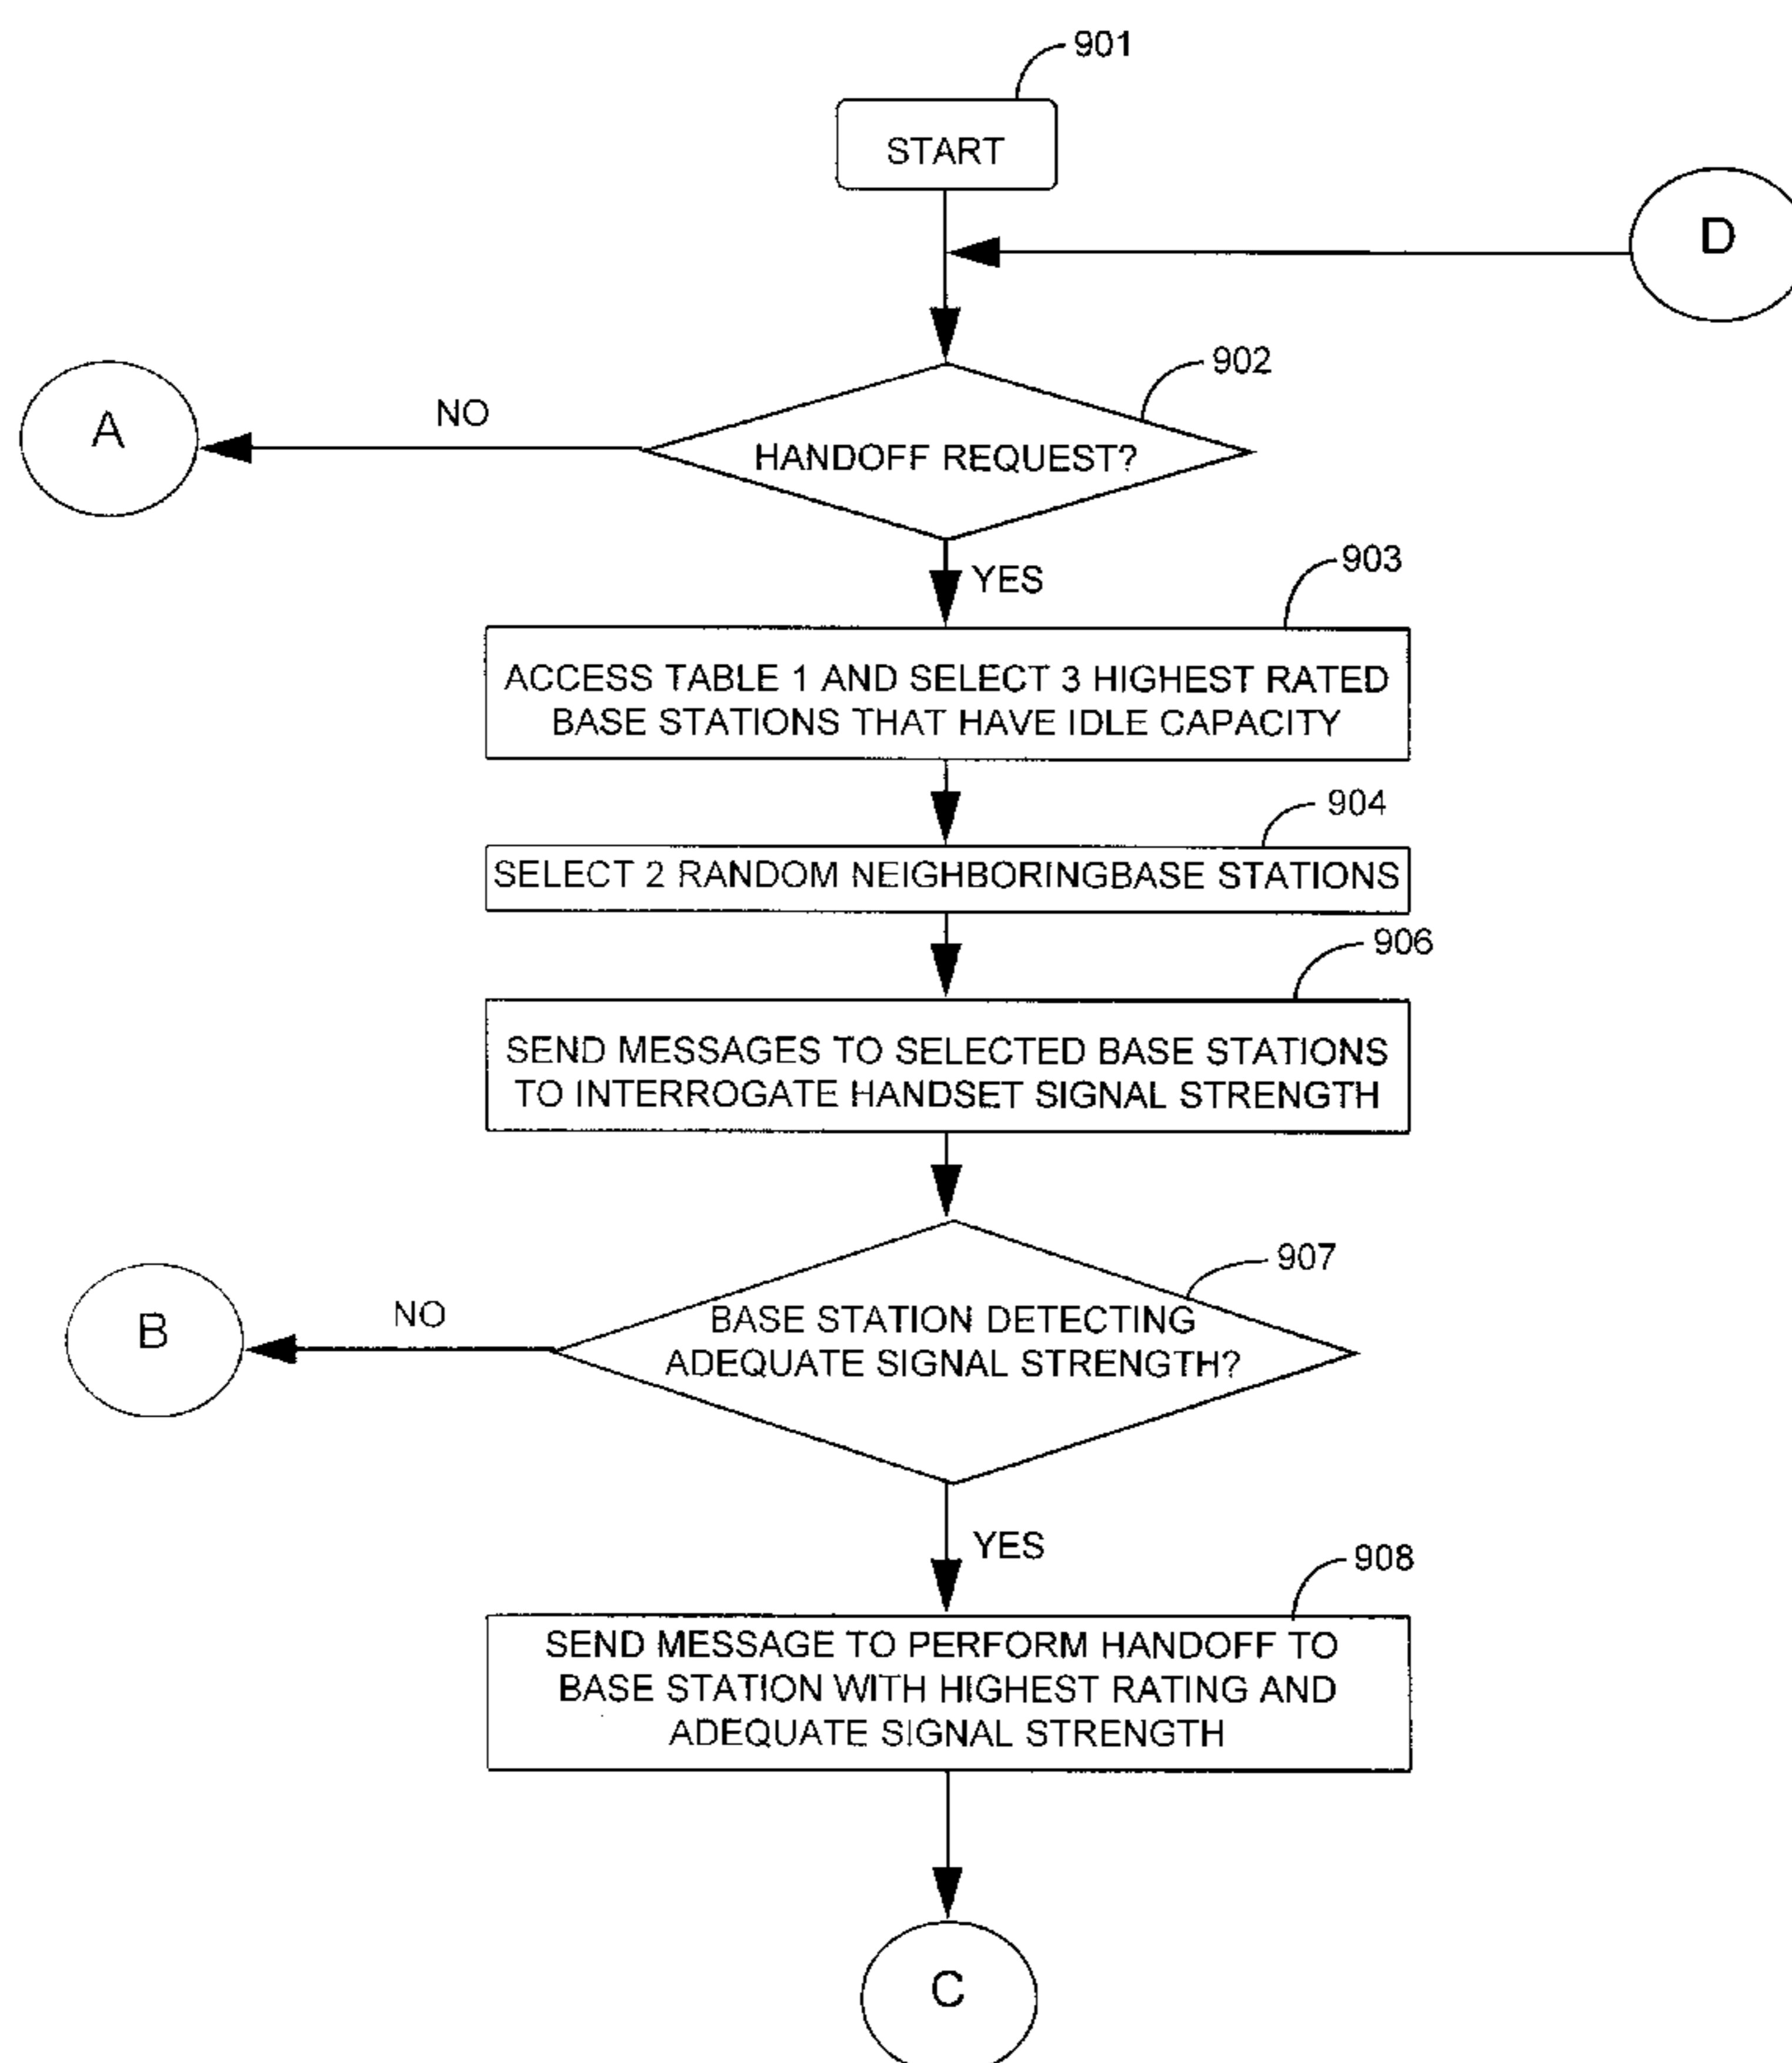 901
START
D
902
A
NO
HANDOFF REQUEST?
YES
903
ACCESS TABLE 1 AND SELECT 3 HIGHEST RATED
BASE STATIONS THAT HAVE IDLE CAPACITY
904
SELECT 2 RANDOM NEIGHBORINGBASE STATIONS
906
SEND MESSAGES TO SELECTED BASE STATIONS
TO INTERROGATE HANDSET SIGNAL STRENGTH
907
B
NO
BASE STATION DETECTING
ADEQUATE SIGNAL STRENGTH?
YES
908
SEND MESSAGE TO PERFORM HANDOFF TO
BASE STATION WITH HIGHEST RATING AND
ADEQUATE SIGNAL STRENGTH
C